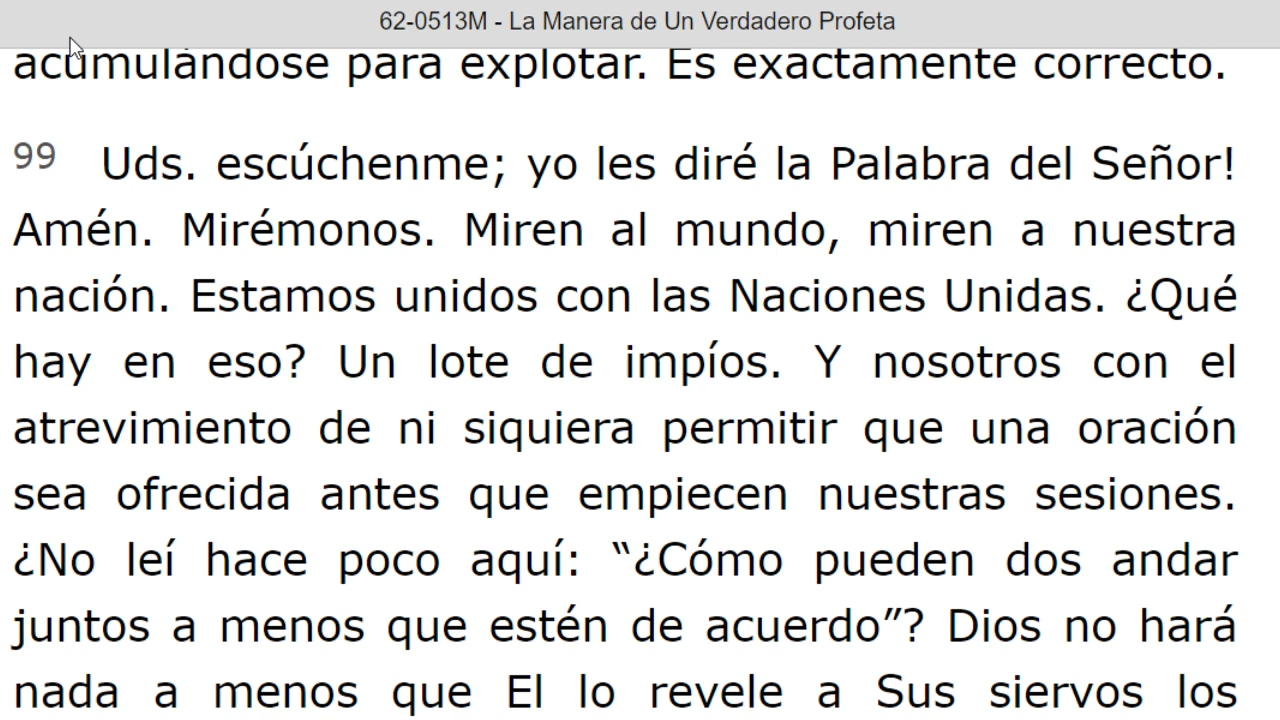 62-0513M - La Manera de Un Verdadero Profeta
acumulándose para explotar. Es exactamente correcto.
99 Uds. escúchenme; yo les diré la Palabra del Señor!
Amén. Mirémonos. Miren al mundo, miren a nuestra
nación. Estamos unidos con las Naciones Unidas. ¿Qué
hay en eso? Un lote de impíos. Y nosotros con el
atrevimiento de ni siquiera permitir que una oración
sea ofrecida antes que empiecen nuestras sesiones.
¿No leí hace poco aquí: “¿Cómo pueden dos andar
juntos a menos que estén de acuerdo”? Dios no hará
nada a menos que El lo revele a Sus siervos los